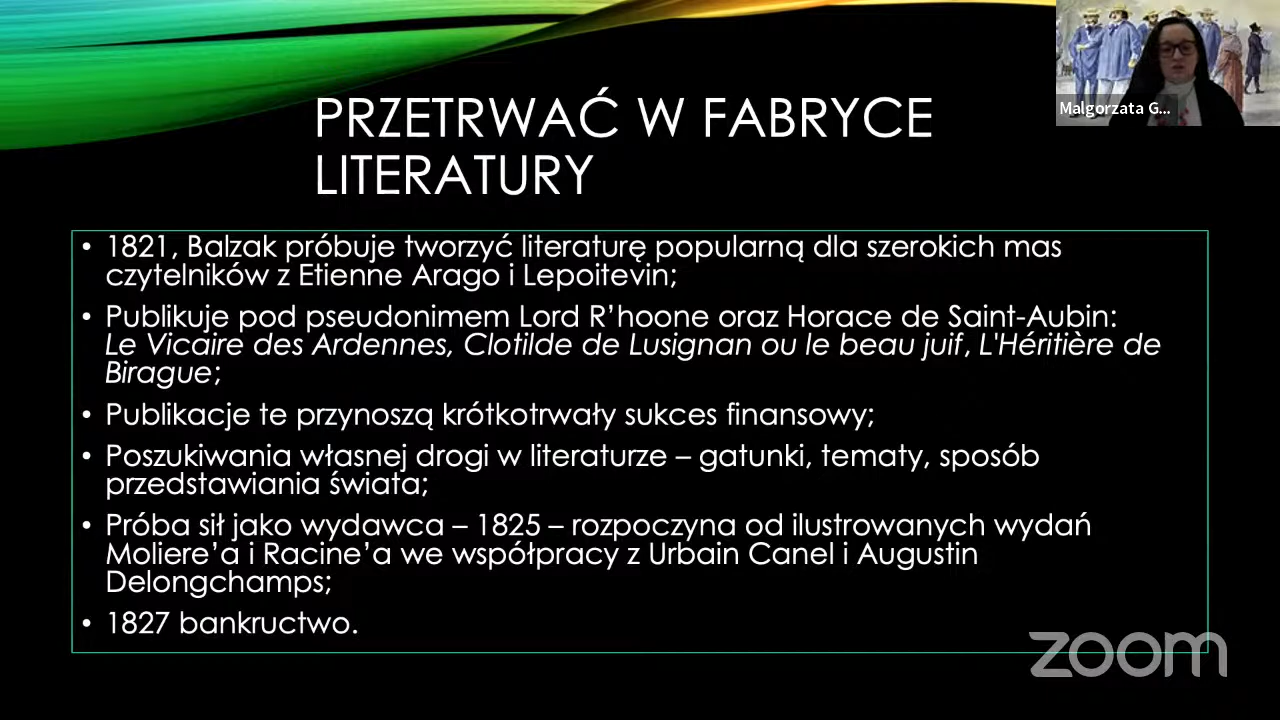 PRZETRWAĆ W FABRYCE
LITERATURY
Malgorzata G...
• 1821, Balzak próbuje tworzyć literaturę popularną dla szerokich mas
czytelników z Etienne Arago i Lepoitevin;
• Publikuje pod pseudonimem Lord R’hoone oraz Horace de Saint-Aubin:
Le Vicaire des Ardennes, Clotilde de Lusignan ou le beau juif, L'Héritière de
Birague;
• Publikacje te przynoszą krótkotrwały sukces finansowy;
• Poszukiwania własnej drogi w literaturze – gatunki, tematy, sposób
przedstawiania świata;
• Próba sił jako wydawca – 1825 – rozpoczyna od ilustrowanych wydań
Moliere’a i Racine’a we współpracy z Urbain Canel i Augustin
Delongchamps;
• 1827 bankructwo.
zoom